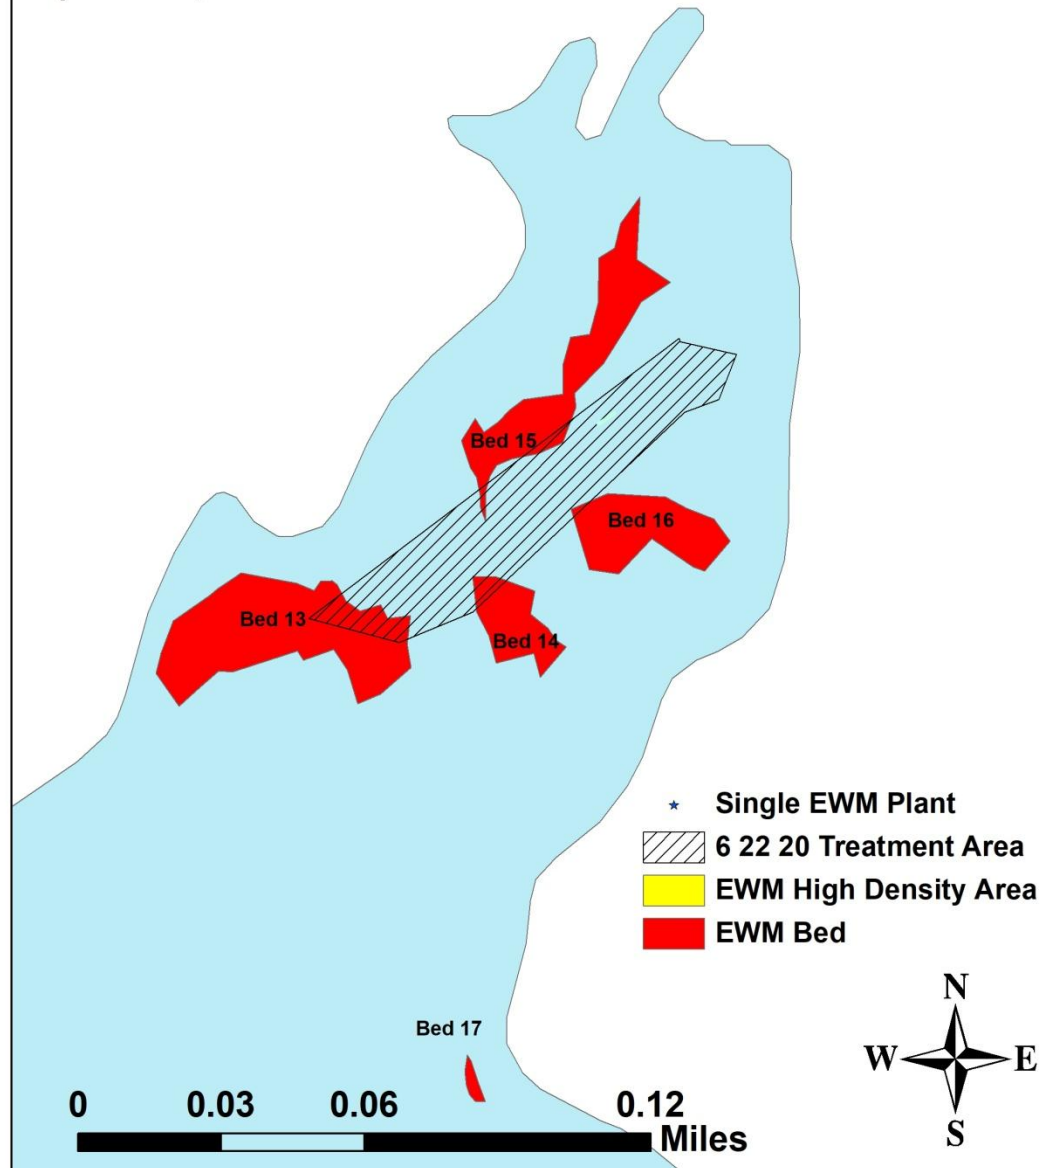 Bed 15
Bed 16
Bed 13
Bed 14
Single EWM Plant
6 22 20 Treatment Area
EWM High Density Area
EWM Bed
N
W E
S
Bed 17
0 0.03 0.06 0.12
Miles